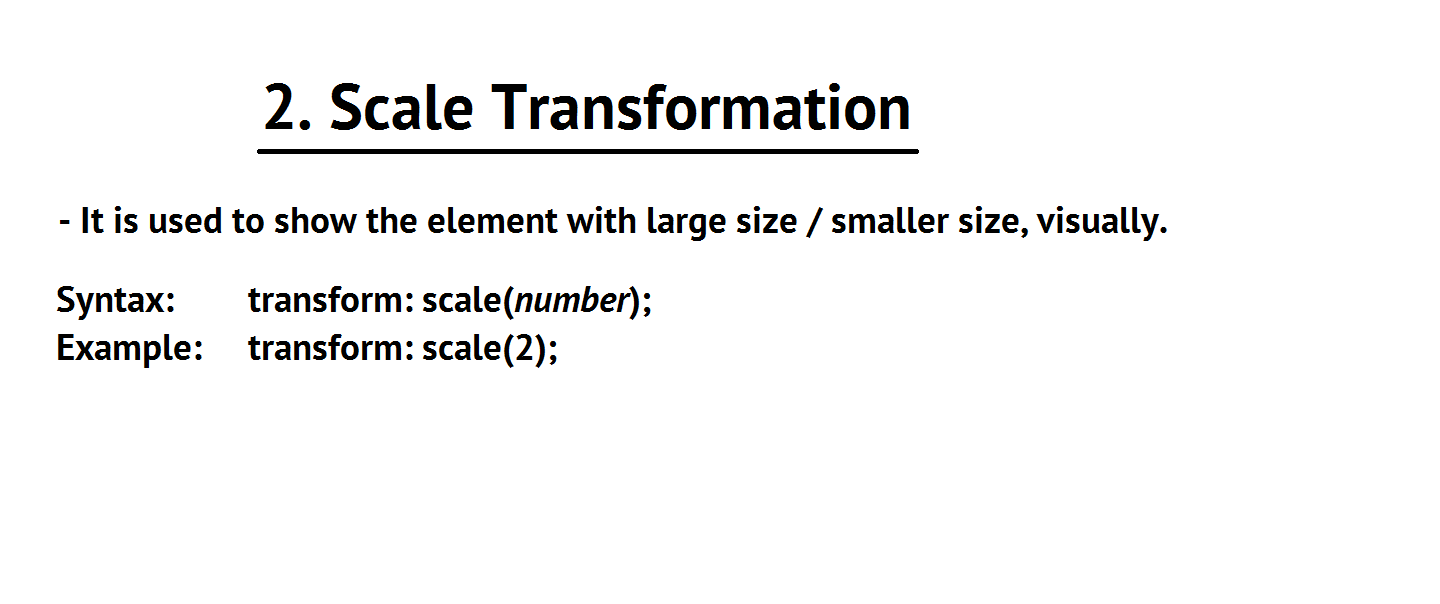 2. Scale Transformation
- It is used to show the element with large size / smaller size, visually.
Syntax: transform: scale(number);
Example: transform: scale(2);